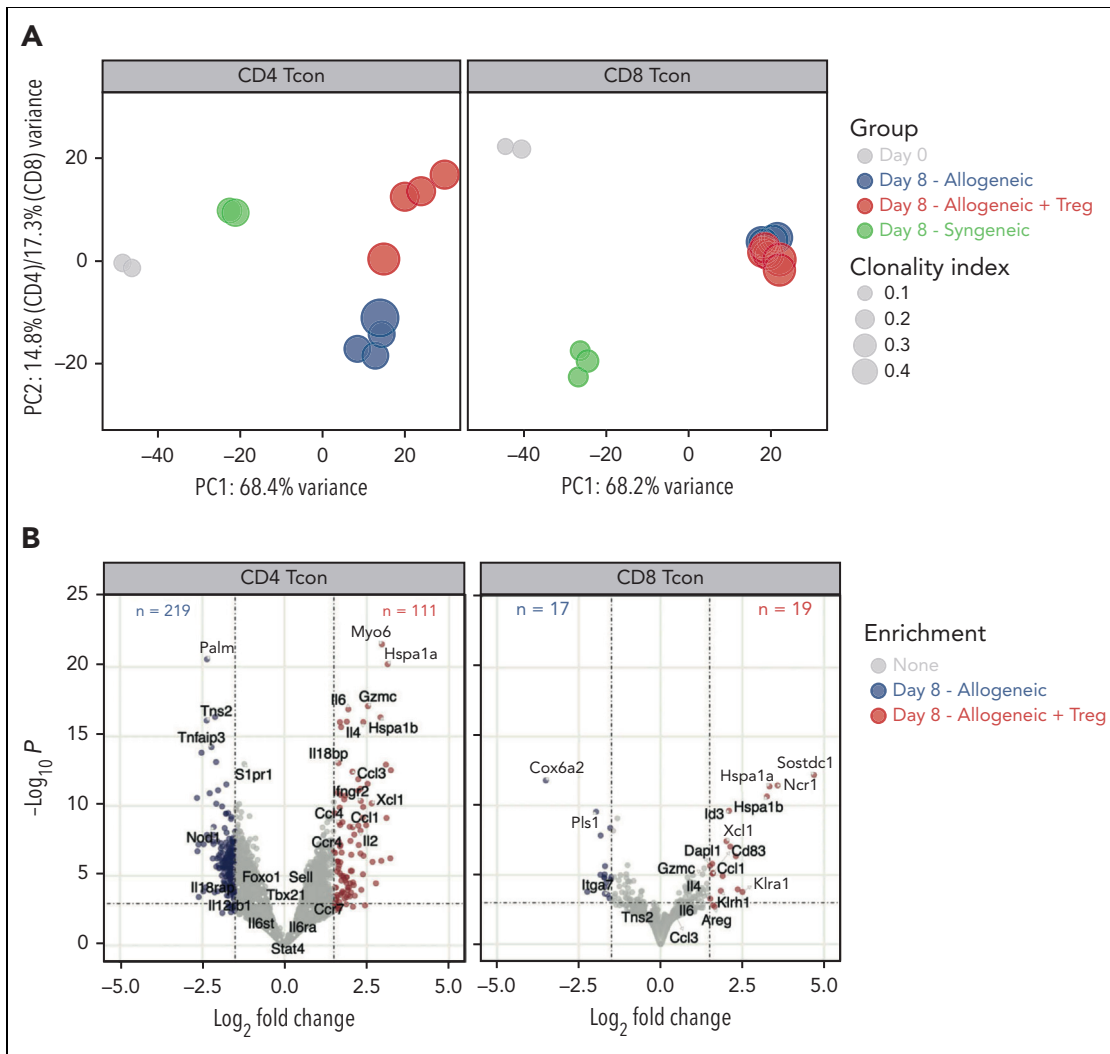 A
CD4 Tcon
CD8 Tcon
PC2: 14.8% (CD4)/17.3% (CD8) variance
20
0
−20
−40
−20
0
20
−40
−20
0
20
PC1: 68.4% variance
PC1: 68.2% variance
Group
Day 0
Day 8 - Allogeneic
Day 8 - Allogeneic + Treg
Day 8 - Syngeneic
Clonality index
0.1
0.2
0.3
0.4
B
CD4 Tcon
CD8 Tcon
−Log10 P
25
20
15
10
5
0
n = 219
n = 111
Palm
Myo6
Hspa1a
Tns2
Il6
Gzmc
Il4
Hspa1b
Tnfaip3
Il18bp
S1pr1
Ccl3
Ifngr2
Xcl1
Ccl4
Ccl1
Nod1
Ccr4
Il2
Foxo1
Sell
Il18rap
Tbx21
Il12rb1
Ccr7
Il6st
Il6ra
Stat4
−5.0
−2.5
0.0
2.5
5.0
Log2 fold change
n = 17
n = 19
Cox6a2
Sostdc1
Hspa1a
Ncr1
Hspa1b
Id3
Pls1
Xcl1
Dapl1
Cd83
Gzmc
Ccl1
Itga7
Il4
Klra1
Klrh1
Tns2
Il6
Areg
Ccl3
−5.0
−2.5
0.0
2.5
5.0
Log2 fold change
Enrichment
None
Day 8 - Allogeneic
Day 8 - Allogeneic + Treg